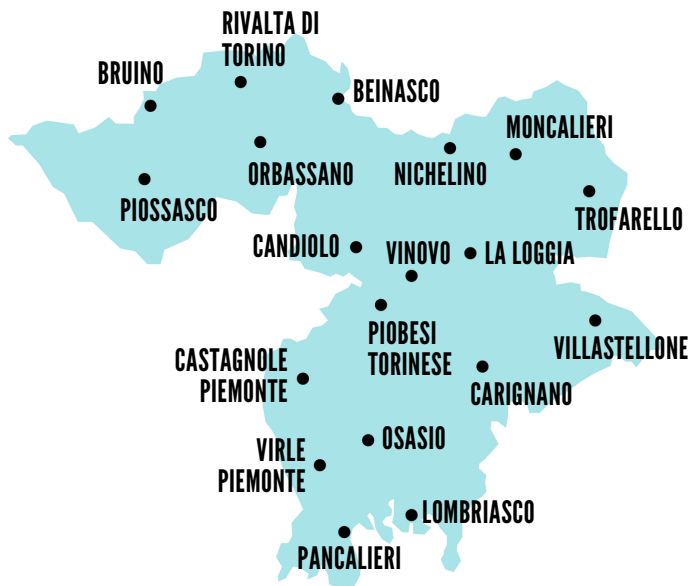 RIVALTA DI
TORINO
BRUINO
BEINASCO
MONCALIERI
ORBASSANO
NICHELINO
PIOSSASCO
TROFARELLO
CANDIOLO
VINOVO
LA LOGGIA
PIOBESI
TORINESE
VILLASTELLONE
CASTAGNOLE
PIEMONTE
CARIGNANO
OSASIO
VIRLE
PIEMONTE
LOMBRIASCO
PANCALIERI